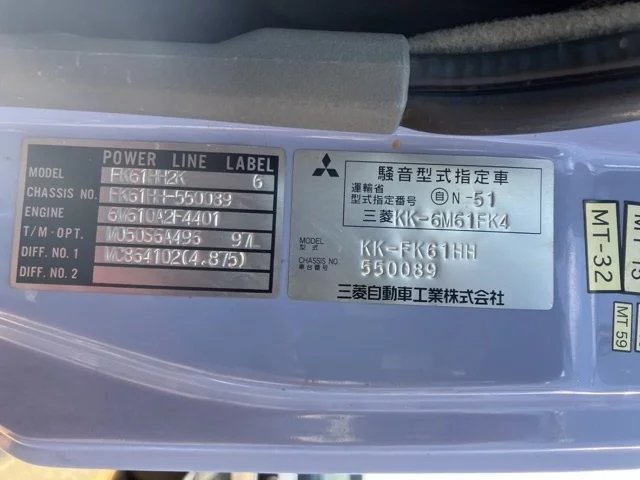 POWER LINE LABEL
MODEL FK61HH2K 6
CHASSIS NO. FK61HH-550089
ENGINE 6M610A2F4401
T/M-OPT. M050S5A496 97L
DIFF. NO. 1 MC864102(4.875)
DIFF. NO. 2
騒音型式指定車
運輸省
型式指定番号 自 N-51
三菱KK-6M61FK4
MODEL
型式 KK-FK61HH
CHASSIS NO
車台番号 550089
三菱自動車工業株式会社
MT-32
MT 59